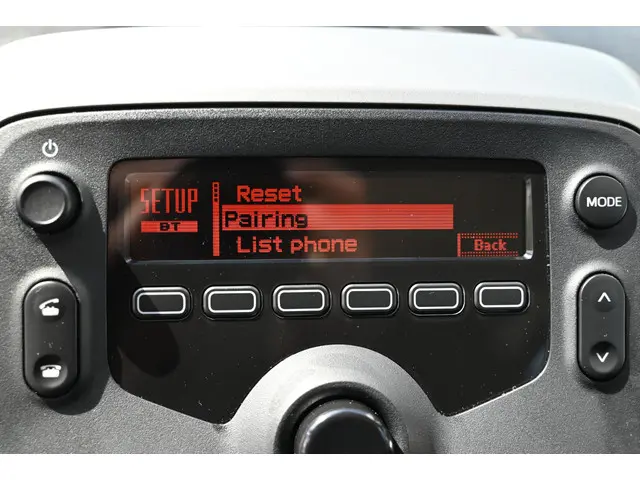 SETUP
BT
Reset
Pairing
List phone
Back
MODE